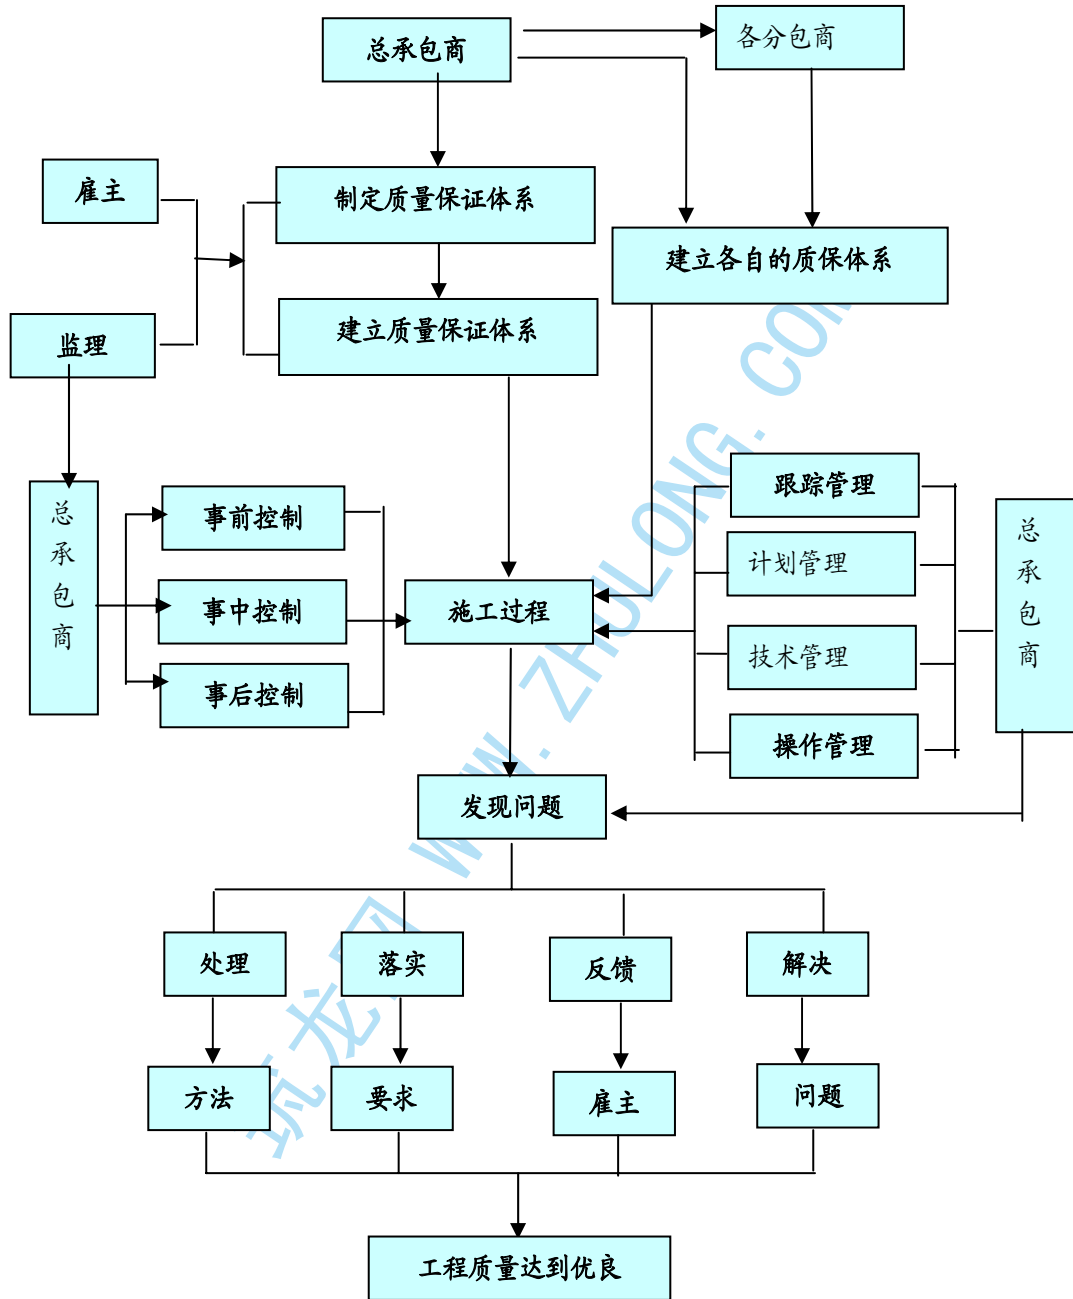 总承包商
各分包商
雇主
制定质量保证体系
建立各自的质保体系
监理
建立质量保证体系
总承包商
事前控制
事中控制
事后控制
施工过程
跟踪管理
计划管理
技术管理
操作管理
总承包商
发现问题
处理
落实
反馈
解决
方法
要求
雇主
问题
工程质量达到优良
筑龙网 WWW.ZHULONG.COM